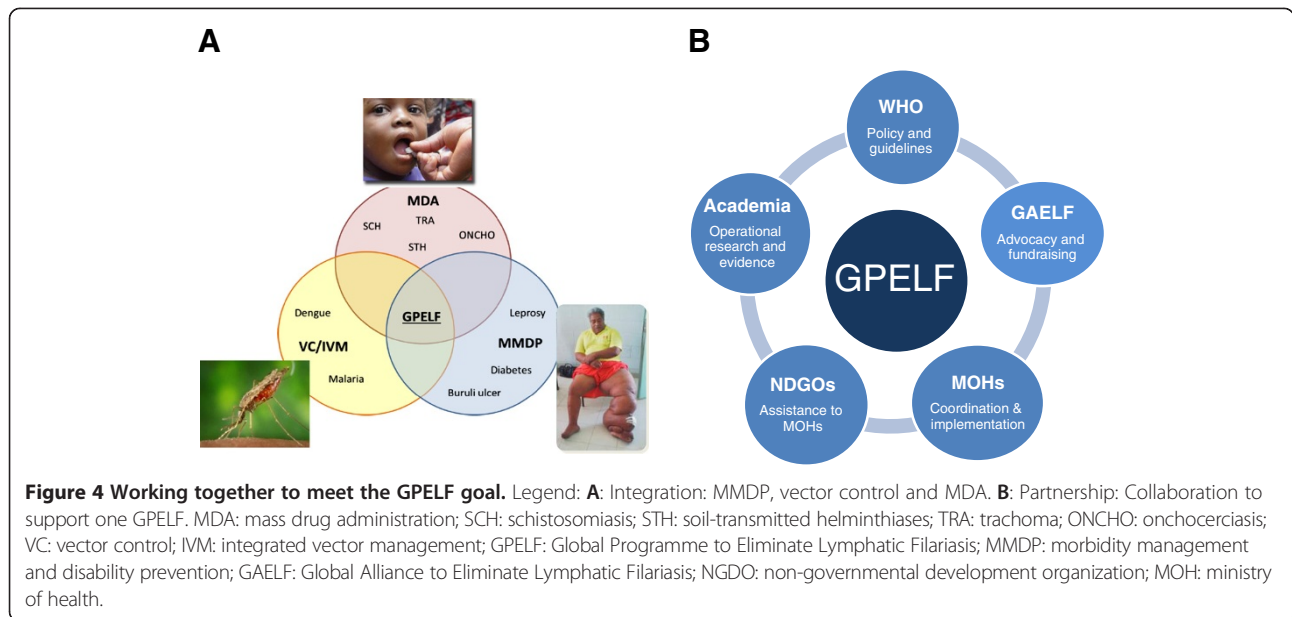 A
MDA
SCH
TRA
STH
ONCHO
Dengue
GPELF
Leprosy
VC/IVM
MMDP
Malaria
Diabetes
Buruli ulcer
B
WHO
Policy and
guidelines
Academia
Operational
research and
evidence
GAELF
Advocacy and
fundraising
GPELF
NDGOs
Assistance to
MOHs
MOHs
Coordination &
implementation
Figure 4 Working together to meet the GPELF goal. Legend: A: Integration: MMDP, vector control and MDA. B: Partnership: Collaboration to
support one GPELF. MDA: mass drug administration; SCH: schistosomiasis; STH: soil-transmitted helminthiases; TRA: trachoma; ONCHO: onchocerciasis;
VC: vector control; IVM: integrated vector management; GPELF: Global Programme to Eliminate Lymphatic Filariasis; MMDP: morbidity management
and disability prevention; GAELF: Global Alliance to Eliminate Lymphatic Filariasis; NGDO: non-governmental development organization; MOH: ministry
of health.